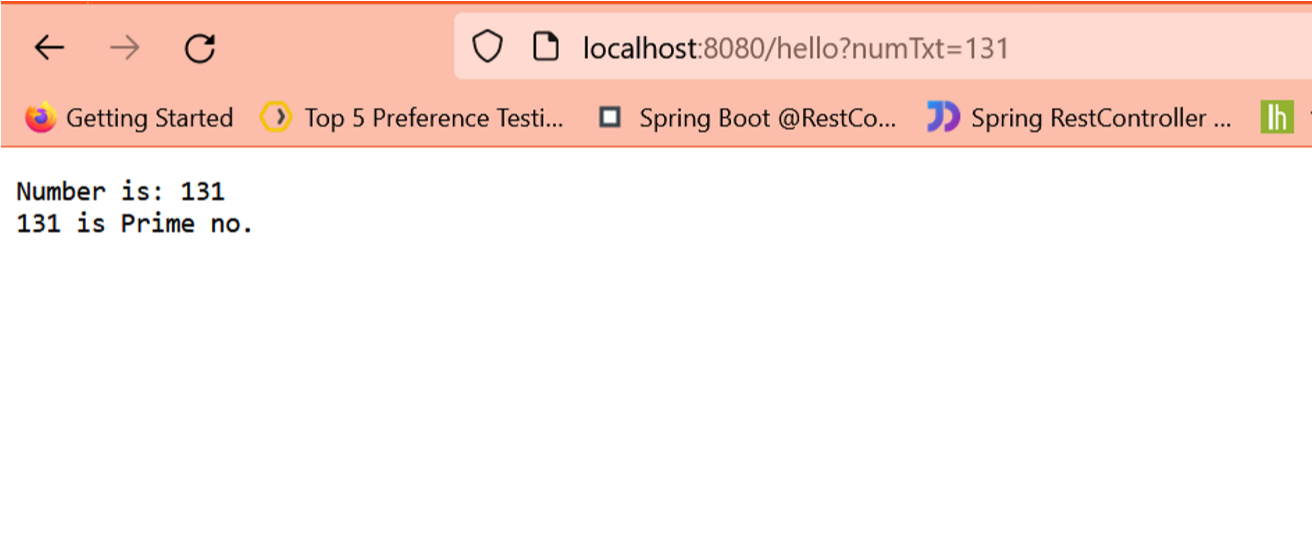 localhost:8080/hello?numTxt=131
Getting Started Top 5 Preference Testi... Spring Boot @RestCo... Spring RestController ... lh
Number is: 131
131 is Prime no.